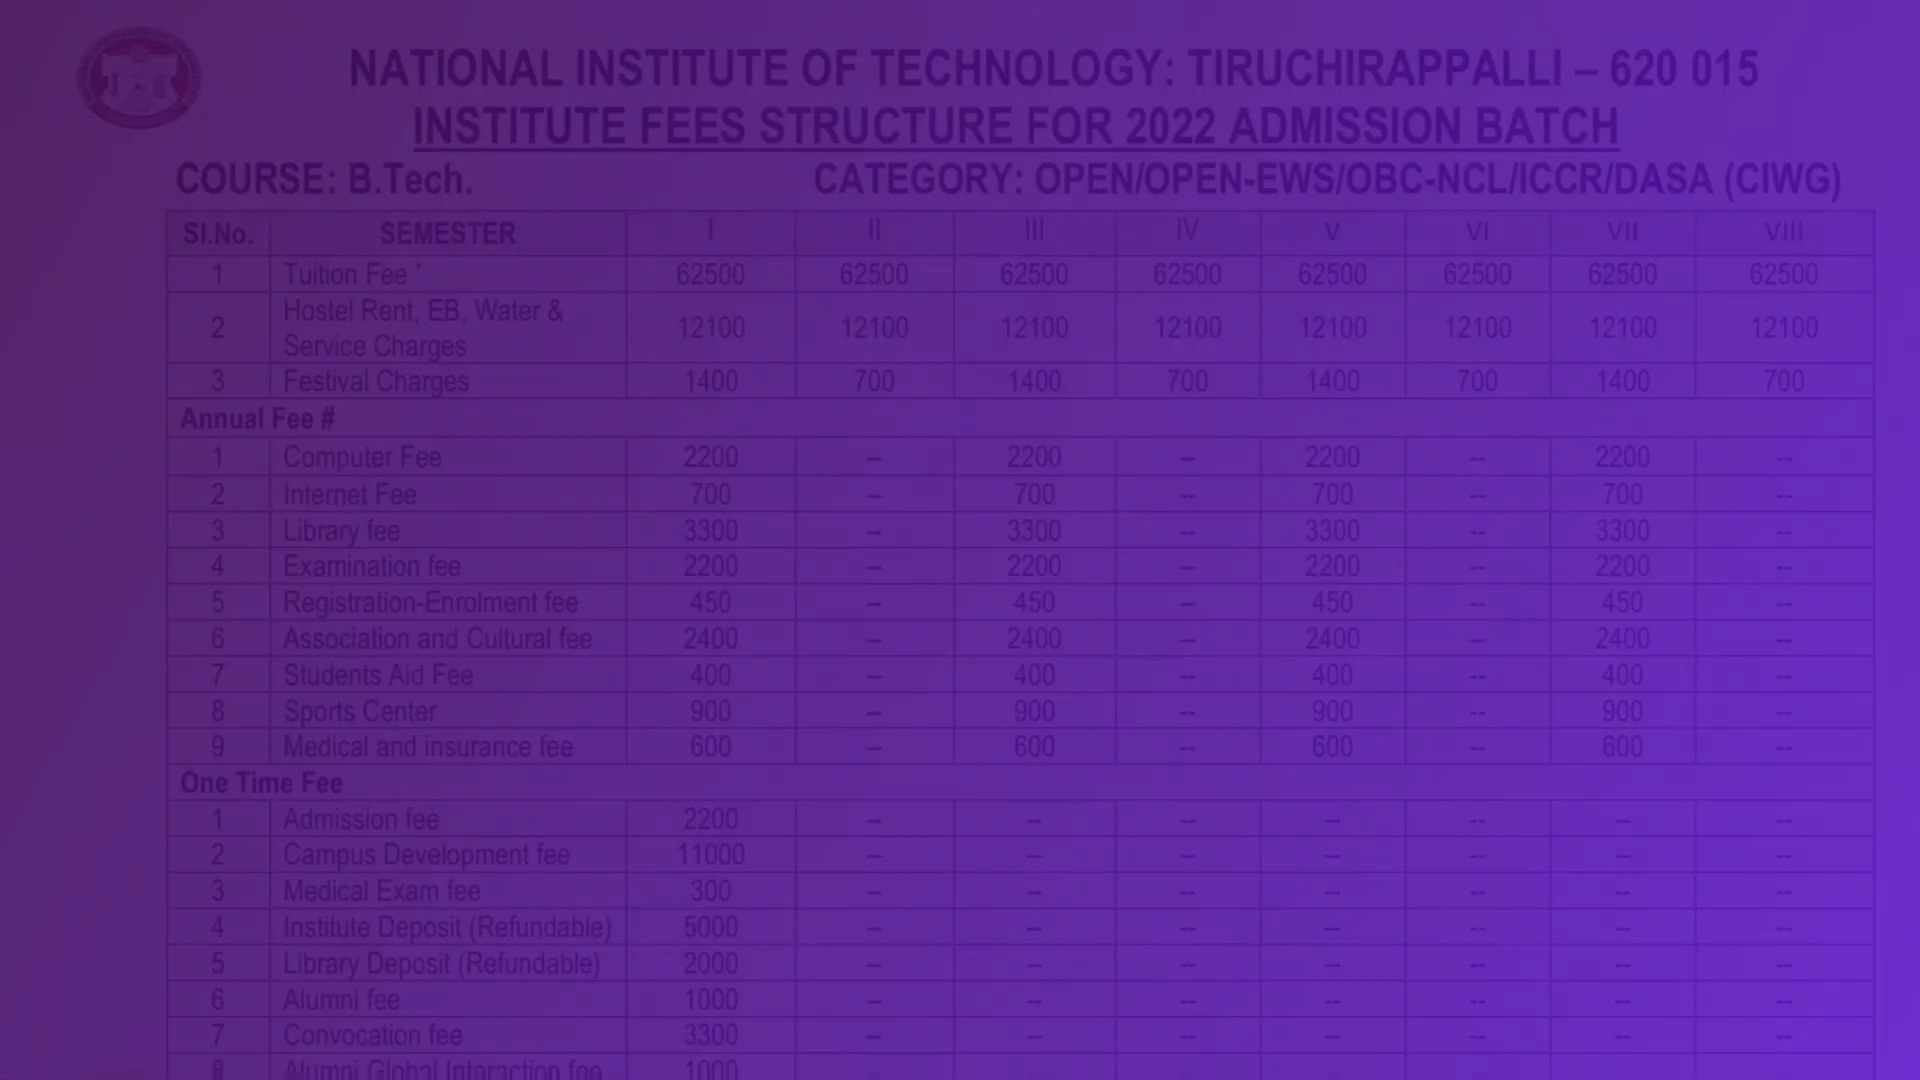 NATIONAL INSTITUTE OF TECHNOLOGY: TIRUCHIRAPPALLI – 620 015
INSTITUTE FEES STRUCTURE FOR 2022 ADMISSION BATCH
COURSE: B.Tech. CATEGORY: OPEN/OPEN-EWS/OBC-NCL/ICCR/DASA (CIWG)
SI.No. SEMESTER I II III IV V VI VII VIII
1 Tuition Fee * 62500 62500 62500 62500 62500 62500 62500 62500
2 Hostel Rent, EB, Water & Service Charges 12100 12100 12100 12100 12100 12100 12100 12100
3 Festival Charges 1400 700 1400 700 1400 700 1400 700
Annual Fee #
1 Computer Fee 2200 -- 2200 -- 2200 -- 2200 --
2 Internet Fee 700 -- 700 -- 700 -- 700 --
3 Library fee 3300 -- 3300 -- 3300 -- 3300 --
4 Examination fee 2200 -- 2200 -- 2200 -- 2200 --
5 Registration-Enrolment fee 450 -- 450 -- 450 -- 450 --
6 Association and Cultural fee 2400 -- 2400 -- 2400 -- 2400 --
7 Students Aid Fee 400 -- 400 -- 400 -- 400 --
8 Sports Center 900 -- 900 -- 900 -- 900 --
9 Medical and insurance fee 600 -- 600 -- 600 -- 600 --
One Time Fee
1 Admission fee 2200 -- -- -- -- -- -- --
2 Campus Development fee 11000 -- -- -- -- -- -- --
3 Medical Exam fee 300 -- -- -- -- -- -- --
4 Institute Deposit (Refundable) 5000 -- -- -- -- -- -- --
5 Library Deposit (Refundable) 2000 -- -- -- -- -- -- --
6 Alumni fee 1000 -- -- -- -- -- -- --
7 Convocation fee 3300 -- -- -- -- -- -- --
8 Alumni Global Interaction fee 1000 -- -- -- -- -- -- --